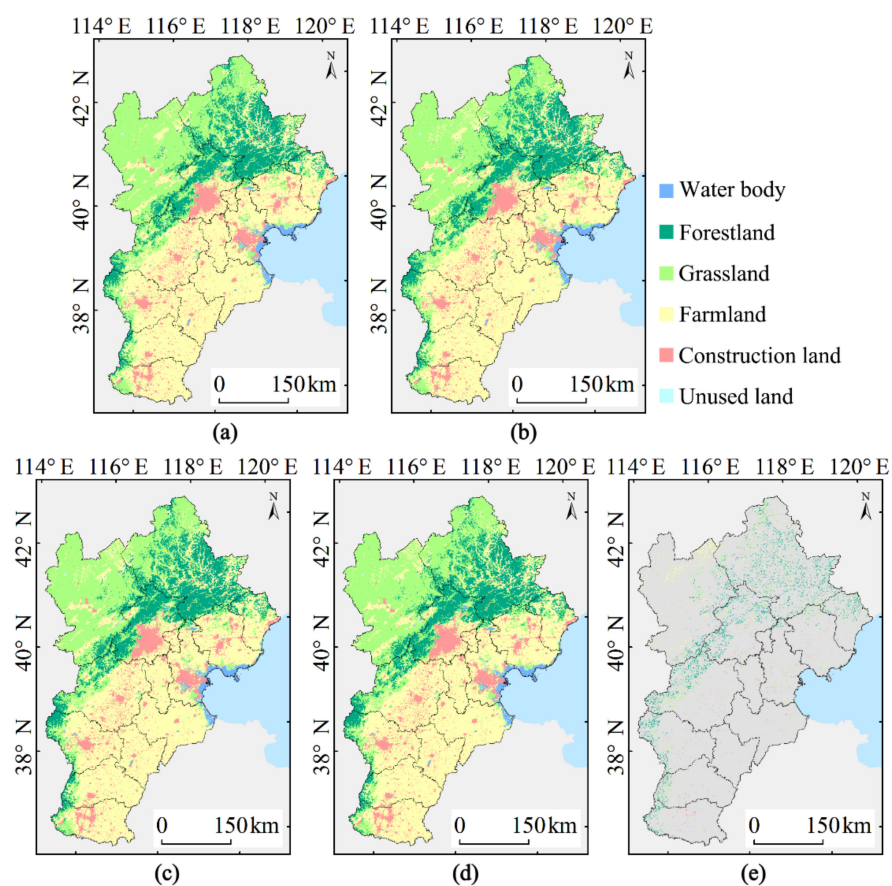 114° E 116° E 118° E 120° E 114° E 116° E 118° E 120° E
N N
42° N 42° N
40° N 40° N
38° N 38° N
0 150 km 0 150 km
(a) (b)
Water body
Forestland
Grassland
Farmland
Construction land
Unused land
114° E 116° E 118° E 120° E 114° E 116° E 118° E 120° E 114° E 116° E 118° E 120° E
N N N
42° N 42° N 42° N
40° N 40° N 40° N
38° N 38° N 38° N
0 150 km 0 150 km 0 150 km
(c) (d) (e)